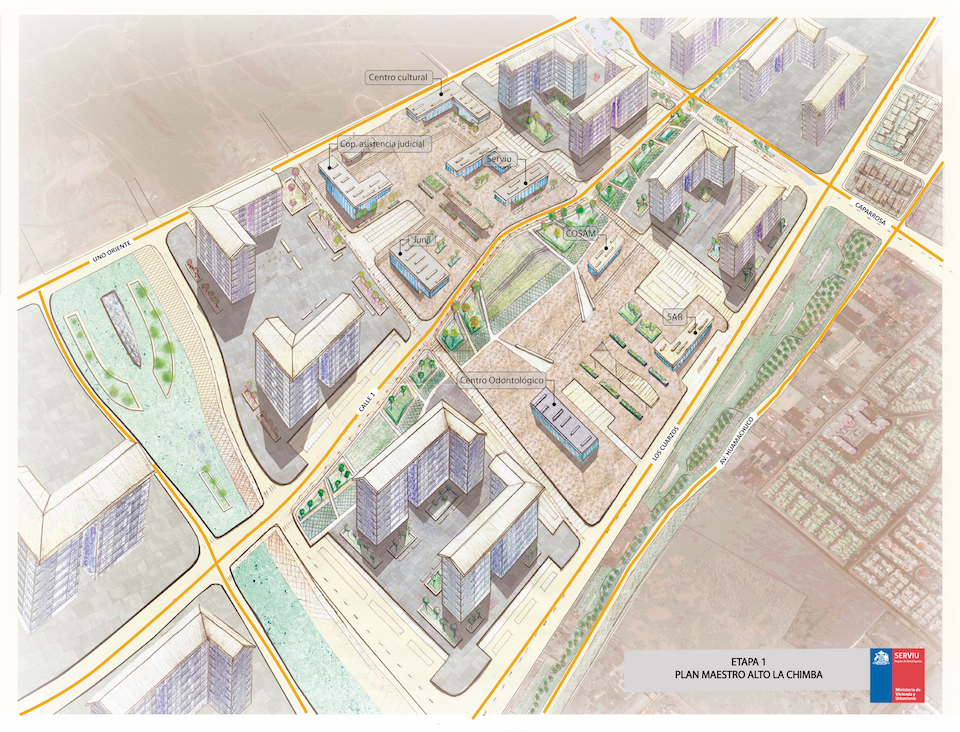 Centro cultural
Cop. asistencia judicial
Serviu
Junji
COSAM
SAR
Centro Odontológico
UNO ORIENTE
CALLE 1
CAPARROSA
LOS CUARZOS
AV. HUAMACHUCO
ETAPA 1
PLAN MAESTRO ALTO LA CHIMBA
SERVIU
Región de Antofagasta
Ministerio de
Vivienda y
Urbanismo